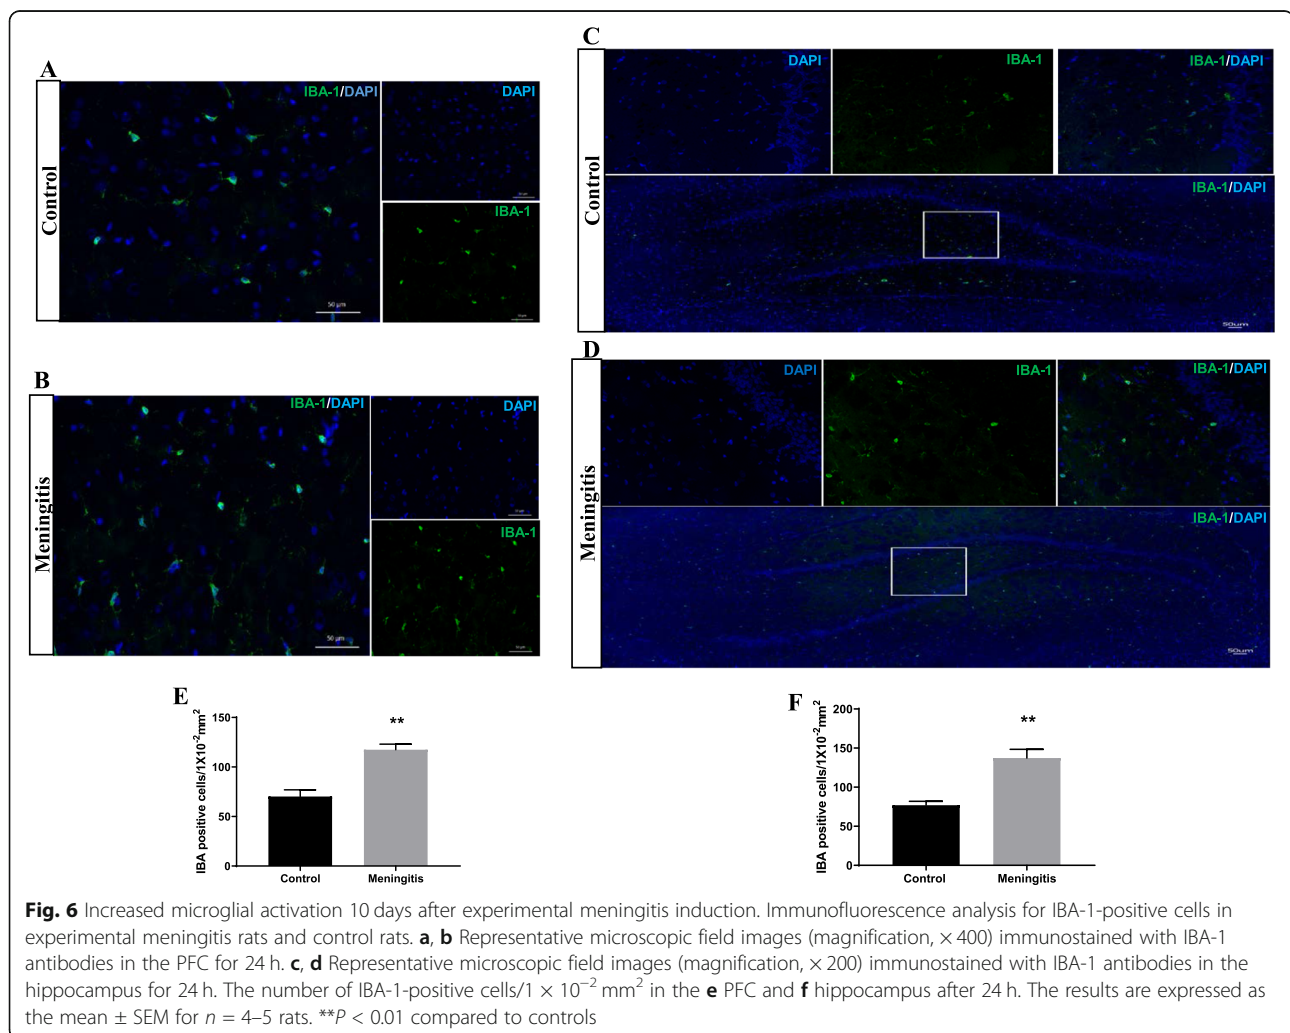 A
Control
IBA-1/DAPI
DAPI
IBA-1
50 µm
C
Control
DAPI
IBA-1
IBA-1/DAPI
IBA-1/DAPI
50um
B
Meningitis
IBA-1/DAPI
DAPI
IBA-1
50 µm
D
Meningitis
DAPI
IBA-1
IBA-1/DAPI
IBA-1/DAPI
50um
E
IBA positive cells/1X10⁻²mm²
150
100
50
0
**
Control
Meningitis
F
IBA positive cells/1X10⁻²mm²
200
150
100
50
0
**
Control
Meningitis
Fig. 6 Increased microglial activation 10 days after experimental meningitis induction. Immunofluorescence analysis for IBA-1-positive cells in
experimental meningitis rats and control rats. a, b Representative microscopic field images (magnification, × 400) immunostained with IBA-1
antibodies in the PFC for 24 h. c, d Representative microscopic field images (magnification, × 200) immunostained with IBA-1 antibodies in the
hippocampus for 24 h. The number of IBA-1-positive cells/1 × 10⁻² mm² in the e PFC and f hippocampus after 24 h. The results are expressed as
the mean ± SEM for n = 4–5 rats. **P < 0.01 compared to controls